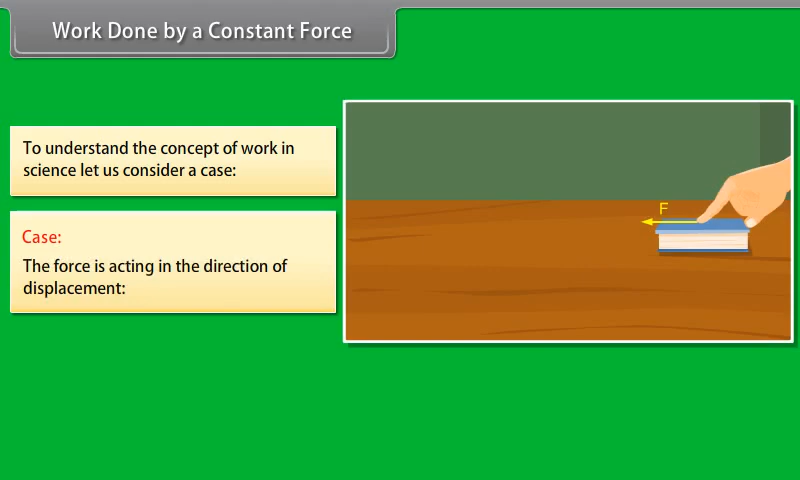 Work Done by a Constant Force
To understand the concept of work in
science let us consider a case:
Case:
The force is acting in the direction of
displacement:
F